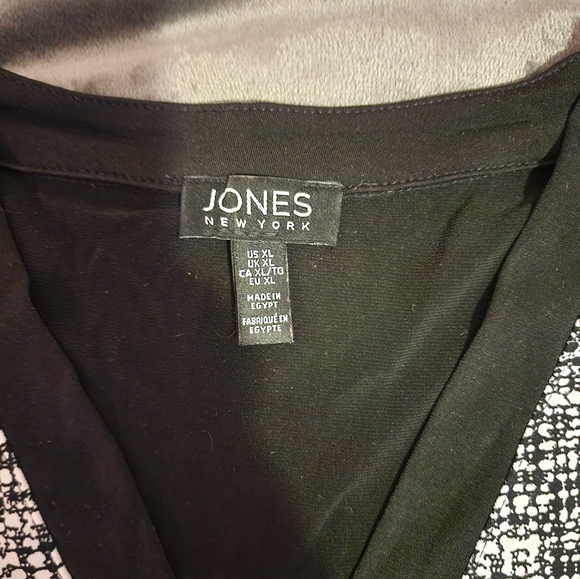 JONES
NEW YORK
US XL
UK XL
CA XL/TG
EU XL
MADE IN
EGYPT
FABRIQUÉ EN
EGYPTE